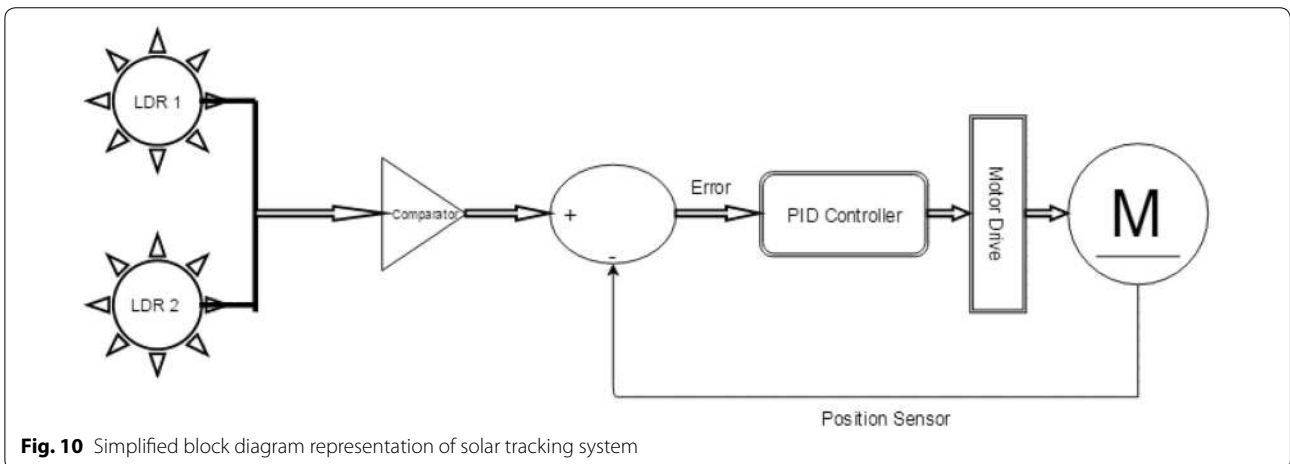 LDR 1
LDR 2
Comparator
+
-
Error
PID Controller
Motor Drive
M
Position Sensor
Fig. 10 Simplified block diagram representation of solar tracking system